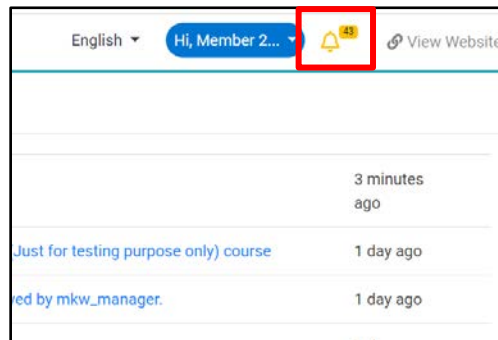 English
Hi, Member 2...
43
View Website
3 minutes
ago
(Just for testing purpose only) course
1 day ago
ved by mkw_manager.
1 day ago